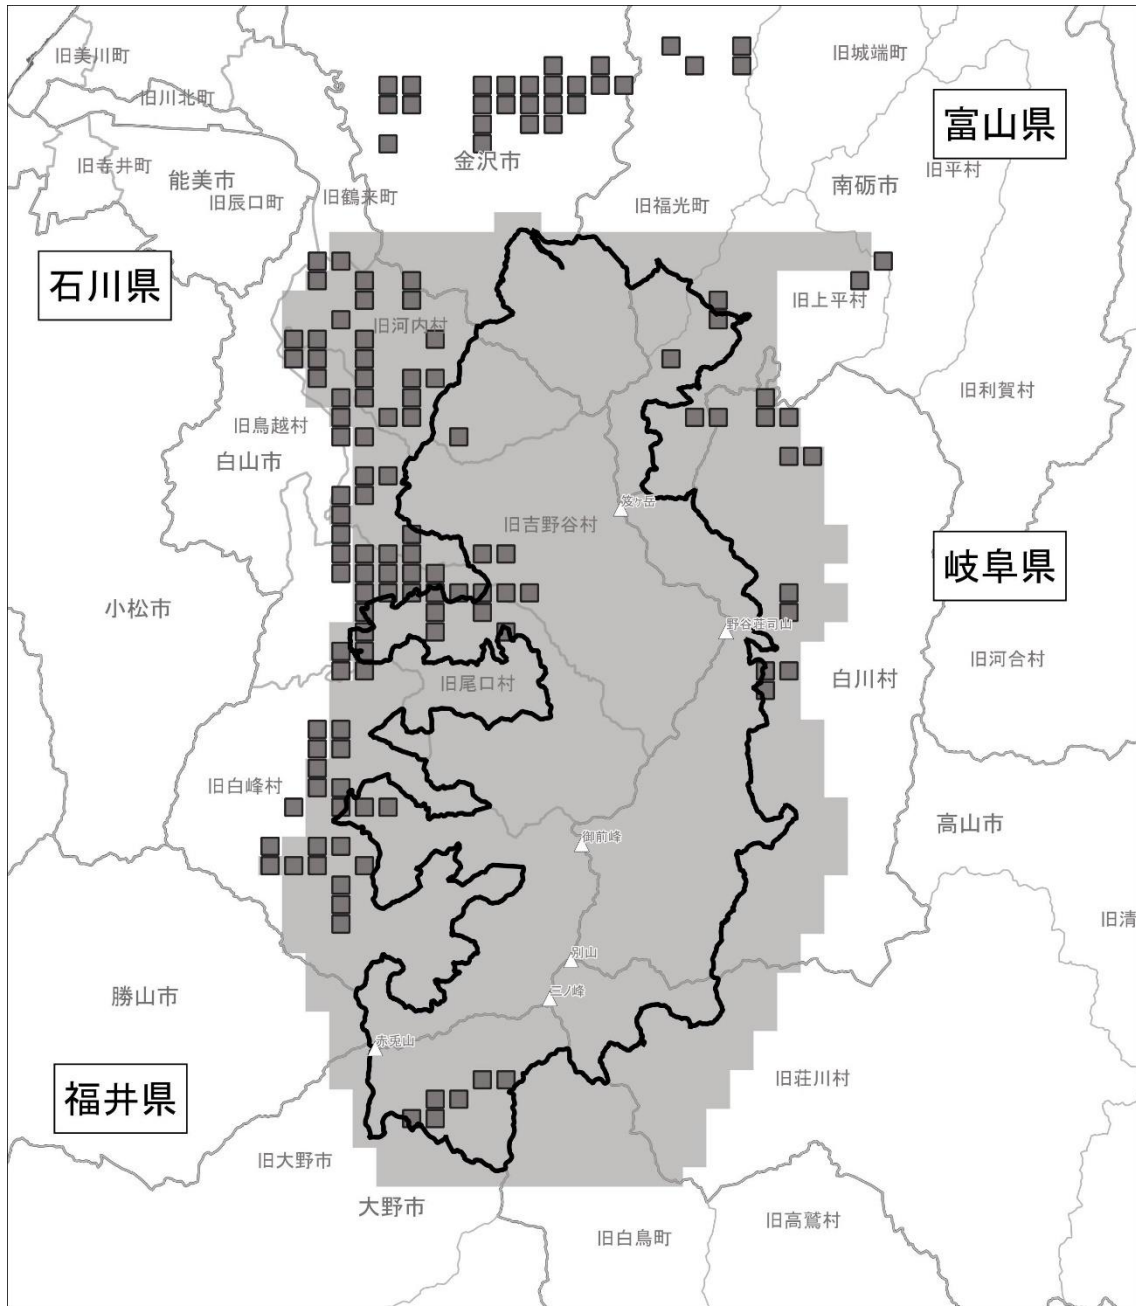 旧美川町
旧城端町
旧川北町
富山県
金沢市
旧寺井町
能美市
旧平村
南砺市
旧辰口町
旧鶴来町
旧福光町
石川県
旧上平村
旧河内村
旧利賀村
旧鳥越村
白山市
笈ヶ岳
旧吉野谷村
岐阜県
小松市
野谷荘司山
旧河合村
白川村
旧尾口村
旧白峰村
高山市
御前峰
旧清
別山
勝山市
三ノ峰
赤兎山
旧荘川村
福井県
旧大野市
大野市
旧高鷲村
旧白鳥町